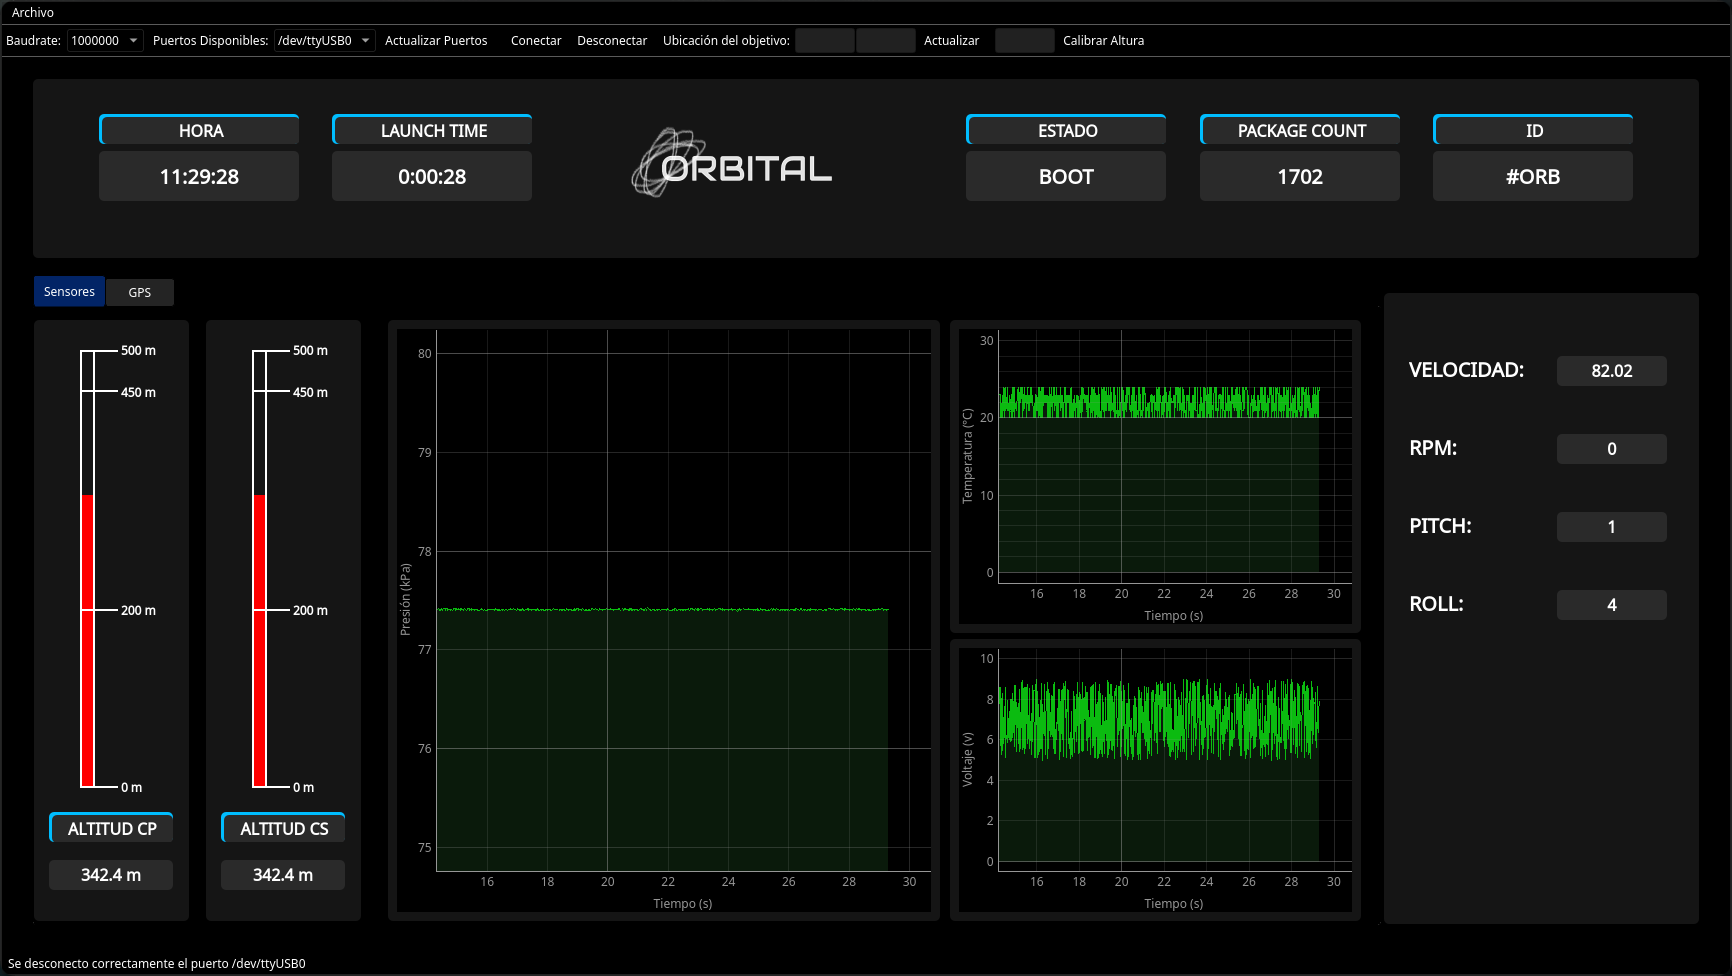 Archivo
Baudrate: 1000000 Puertos Disponibles: /dev/ttyUSB0 Actualizar Puertos Conectar Desconectar Ubicación del objetivo: Actualizar Calibrar Altura
HORA LAUNCH TIME ESTADO PACKAGE COUNT ID
11:29:28 0:00:28 ORBITAL BOOT 1702 #ORB
Sensores GPS
500 m
450 m
200 m
0 m
ALTITUD CP
342.4 m
500 m
450 m
200 m
0 m
ALTITUD CS
342.4 m
Presión (kPa)
80
79
78
77
76
75
16 18 20 22 24 26 28 30
Tiempo (s)
Temperatura (°C)
30
20
10
0
16 18 20 22 24 26 28 30
Tiempo (s)
Voltaje (v)
10
8
6
4
2
0
16 18 20 22 24 26 28 30
Tiempo (s)
VELOCIDAD: 82.02
RPM: 0
PITCH: 1
ROLL: 4
Se desconecto correctamente el puerto /dev/ttyUSB0